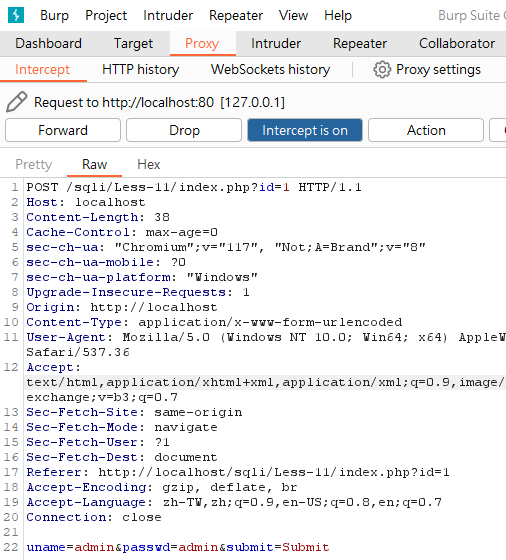 Burp Project Intruder Repeater View Help Burp Suite
Dashboard Target Proxy Intruder Repeater Collaborator
Intercept HTTP history WebSockets history Proxy settings
Request to http://localhost:80 [127.0.0.1]
Forward Drop Intercept is on Action
Pretty Raw Hex
1 POST /sqli/Less-11/index.php?id=1 HTTP/1.1
2 Host: localhost
3 Content-Length: 38
4 Cache-Control: max-age=0
5 sec-ch-ua: "Chromium";v="117", "Not;A=Brand";v="8"
6 sec-ch-ua-mobile: ?0
7 sec-ch-ua-platform: "Windows"
8 Upgrade-Insecure-Requests: 1
9 Origin: http://localhost
10 Content-Type: application/x-www-form-urlencoded
11 User-Agent: Mozilla/5.0 (Windows NT 10.0; Win64; x64) AppleW
Safari/537.36
12 Accept:
text/html,application/xhtml+xml,application/xml;q=0.9,image/
exchange;v=b3;q=0.7
13 Sec-Fetch-Site: same-origin
14 Sec-Fetch-Mode: navigate
15 Sec-Fetch-User: ?1
16 Sec-Fetch-Dest: document
17 Referer: http://localhost/sqli/Less-11/index.php?id=1
18 Accept-Encoding: gzip, deflate, br
19 Accept-Language: zh-TW,zh;q=0.9,en-US;q=0.8,en;q=0.7
20 Connection: close
21
22 uname=admin&passwd=admin&submit=Submit